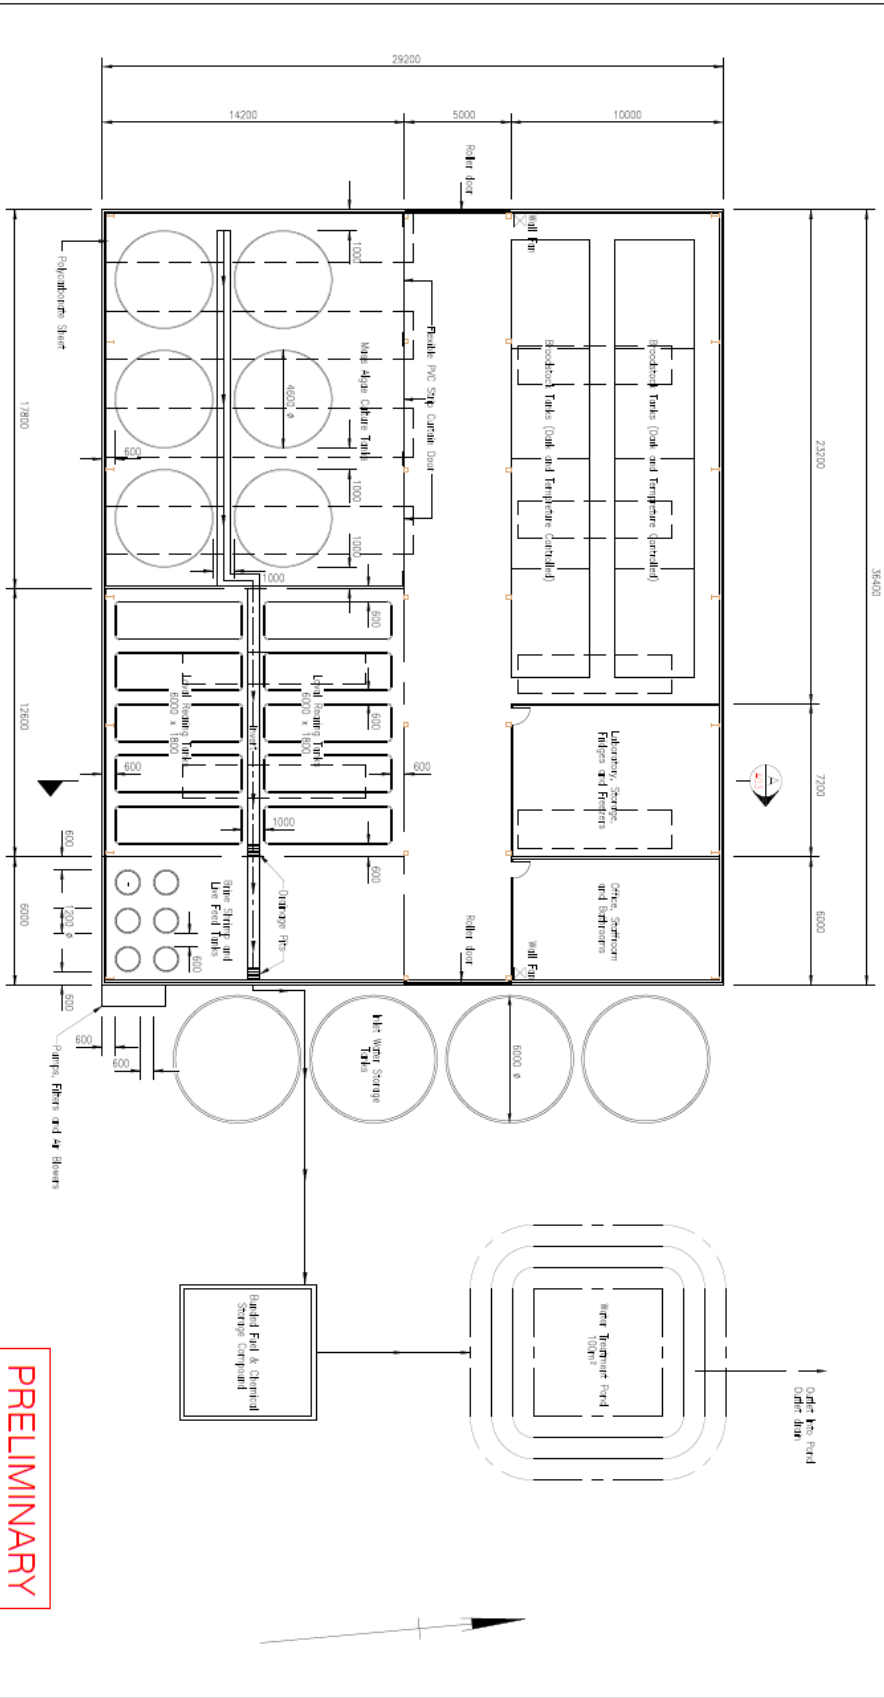 29200
14200
5000
10000
Roller door
Wall Fan
Polycarbonate Sheet
1000
Flexible PVC Strip Curtain Door
Mass Algae Culture Tanks
4600 ø
600
1000
1000
1000
Broodstock Tanks (Dark and Tempreture Controlled)
Broodstock Tanks (Dark and Tempreture Controlled)
17800
23200
36400
600
Larval Rearing Tanks
6000 x 1800
Larval Rearing Tanks
6000 x 1800
Invert
600
600
600
1000
600
12600
Laboratory, Storage,
Fridges and Freezers
7200
A
600
1200 ø
600
600
6000
Brine Shrimp and
Live Feed Tanks
Drainage Pits
Roller door
Office, Staffroom
and Bathrooms
Wall Fan
6000
600
600
Pumps, Filters and Air Blowers
Inlet Water Storage
Tanks
6000 ø
Bunded Fuel & Chemical
Storage Compound
Water Treatment Pond
100m²
Outlet into Pond
Outlet drain
PRELIMINARY